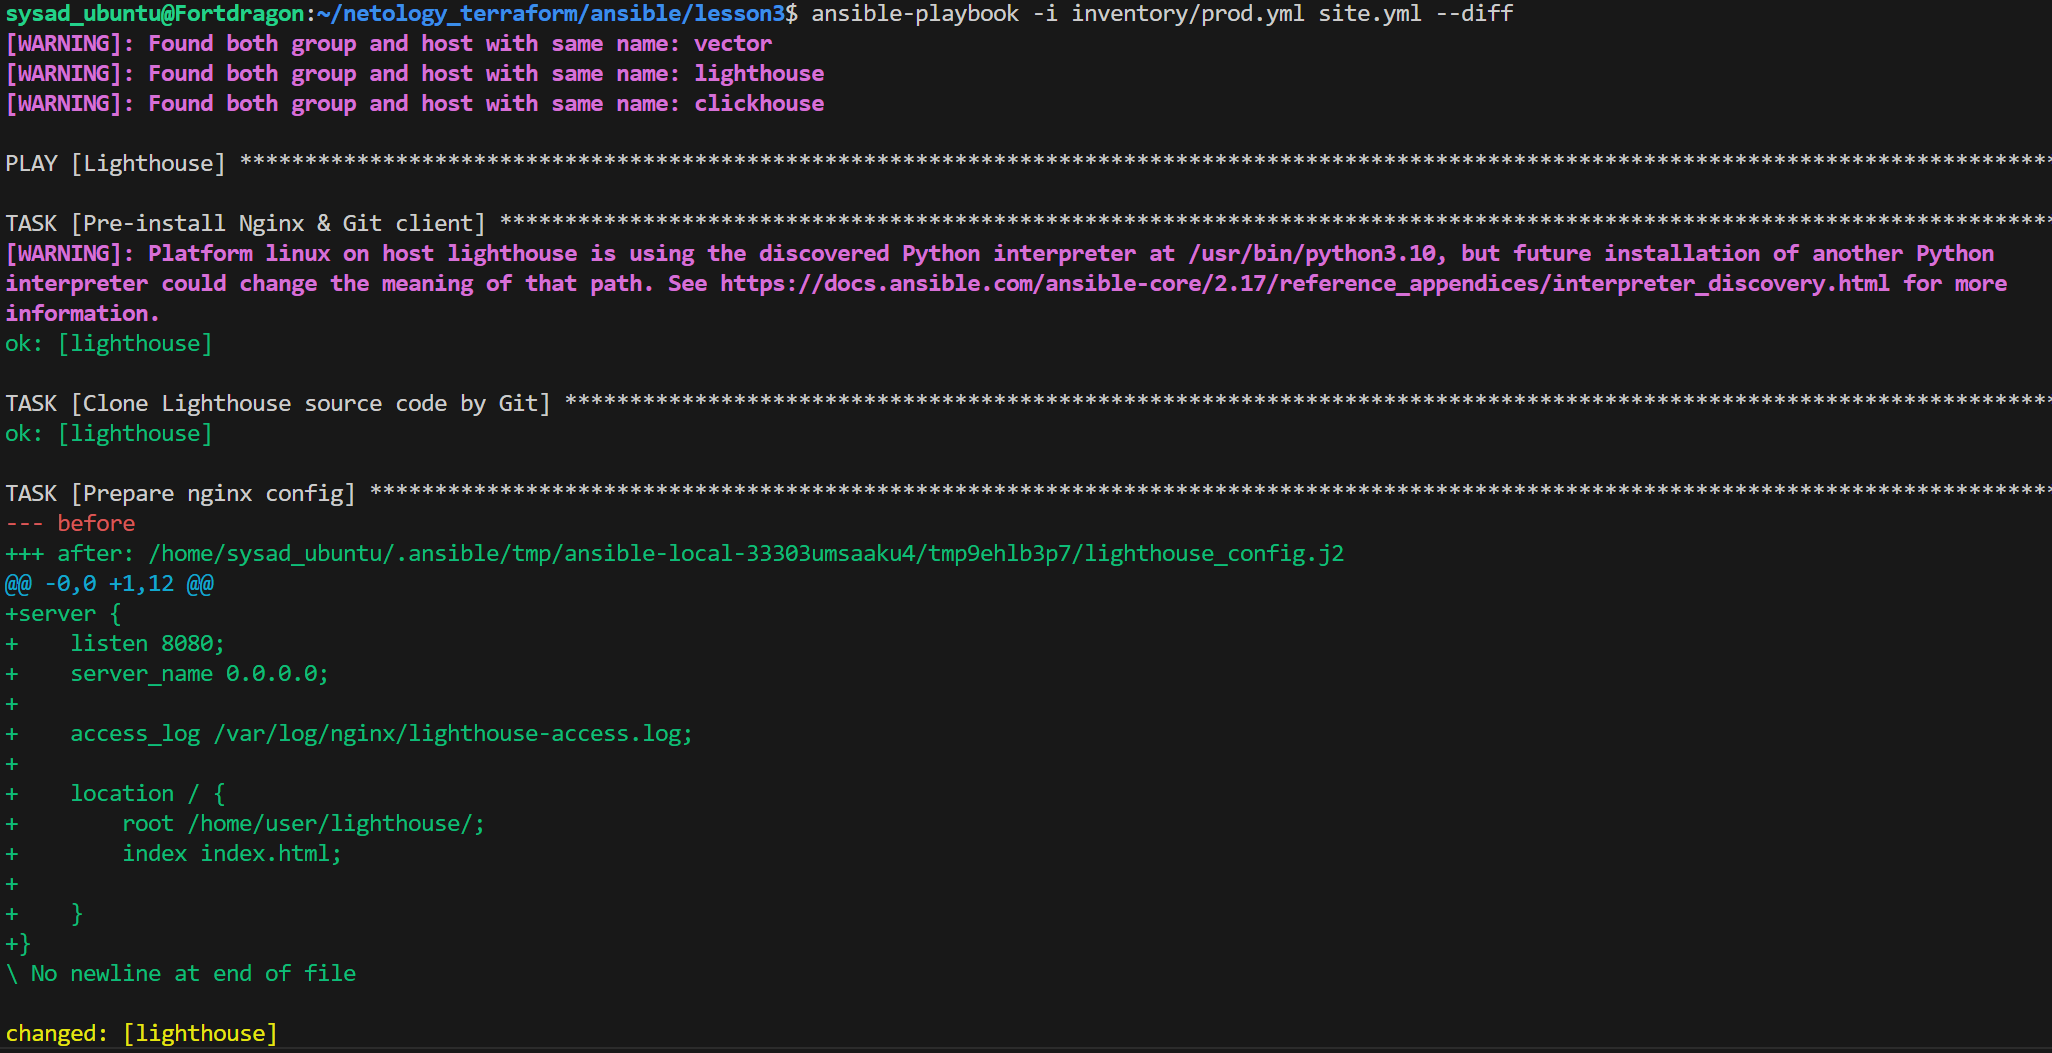 sysad_ubuntu@Fortdragon:~/netology_terraform/ansible/lesson3$ ansible-playbook -i inventory/prod.yml site.yml --diff
[WARNING]: Found both group and host with same name: vector
[WARNING]: Found both group and host with same name: lighthouse
[WARNING]: Found both group and host with same name: clickhouse
PLAY [Lighthouse] *******************************************************************************************************************************************
TASK [Pre-install Nginx & Git client] ***********************************************************************************************************************
[WARNING]: Platform linux on host lighthouse is using the discovered Python interpreter at /usr/bin/python3.10, but future installation of another Python
interpreter could change the meaning of that path. See https://docs.ansible.com/ansible-core/2.17/reference_appendices/interpreter_discovery.html for more
information.
ok: [lighthouse]
TASK [Clone Lighthouse source code by Git] ******************************************************************************************************************
ok: [lighthouse]
TASK [Prepare nginx config] *********************************************************************************************************************************
--- before
+++ after: /home/sysad_ubuntu/.ansible/tmp/ansible-local-33303umsaaku4/tmp9ehlb3p7/lighthouse_config.j2
@@ -0,0 +1,12 @@
+server {
+    listen 8080;
+    server_name 0.0.0.0;
+
+    access_log /var/log/nginx/lighthouse-access.log;
+
+    location / {
+        root /home/user/lighthouse/;
+        index index.html;
+
+    }
+}
\ No newline at end of file
changed: [lighthouse]